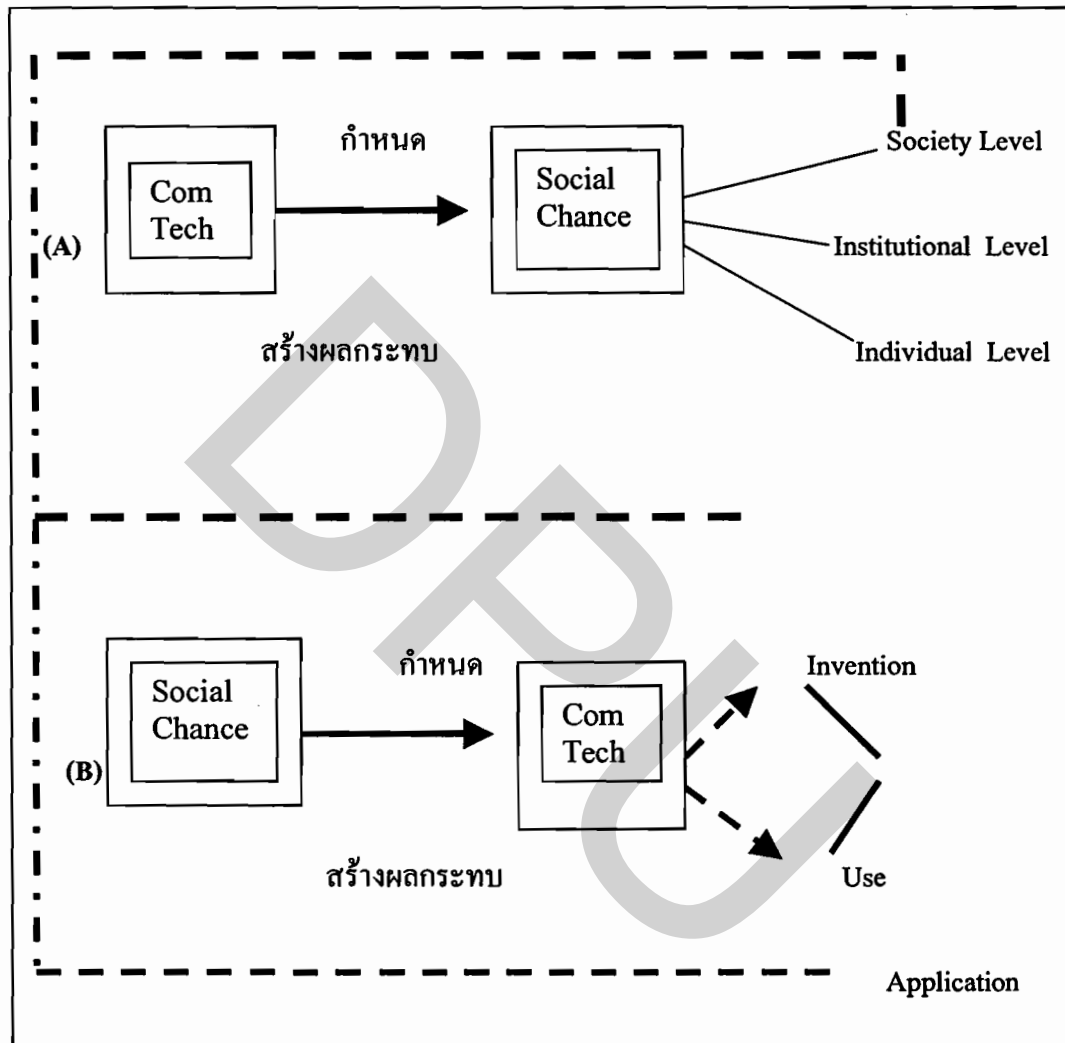 กำหนด
Society Level
Com
Tech
Social
Chance
(A)
Institutional Level
สร้างผลกระทบ
Individual Level
กำหนด
Invention
Social
Chance
Com
Tech
(B)
สร้างผลกระทบ
Use
Application
DPU